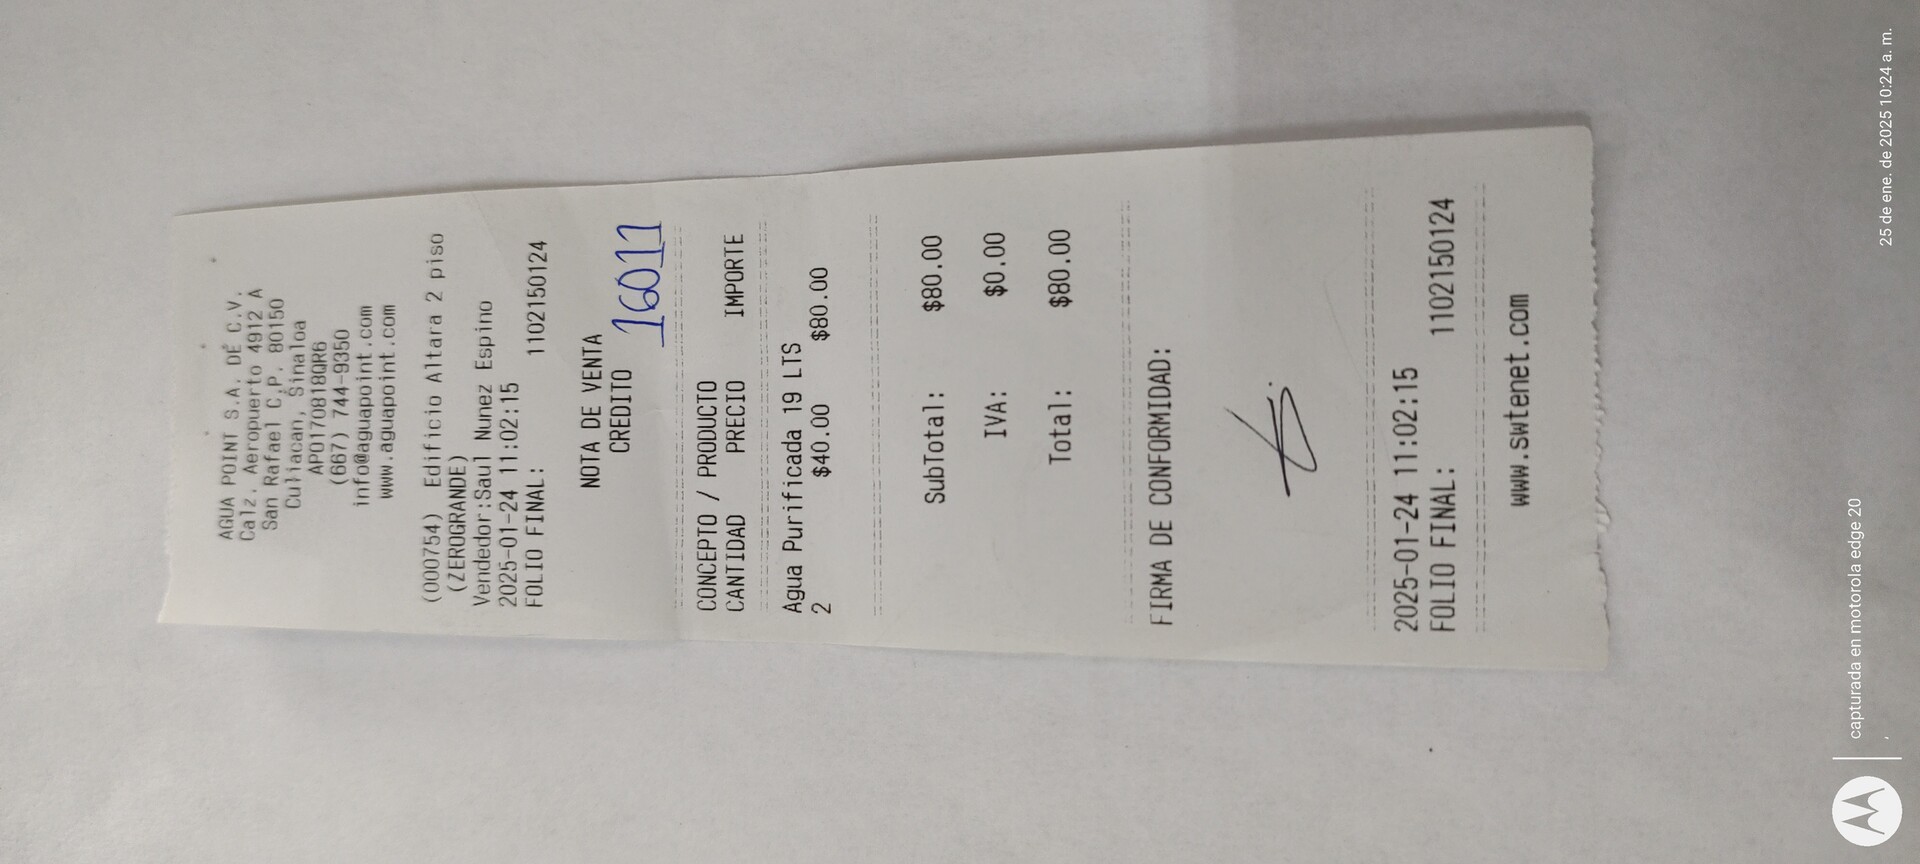 AGUA POINT S.A. DE C.V.
Calz. Aeropuerto 4912 A
San Rafael C.P. 80150
Culiacan, Sinaloa
APO170818QR6
(667) 744-9350
info@aguapoint.com
www.aguapoint.com
(000754) Edificio Altara 2 piso
(ZEROGRANDE)
Vendedor:Saul Nunez Espino
2025-01-24 11:02:15
FOLIO FINAL: 1102150124
NOTA DE VENTA
CREDITO 16011
CONCEPTO / PRODUCTO
CANTIDAD PRECIO IMPORTE
Agua Purificada 19 LTS
2 $40.00 $80.00
SubTotal: $80.00
IVA: $0.00
Total: $80.00
FIRMA DE CONFORMIDAD:
2025-01-24 11:02:15
FOLIO FINAL: 1102150124
www.swtenet.com
capturada en motorola edge 20
25 de ene. de 2025 10:24 a. m.